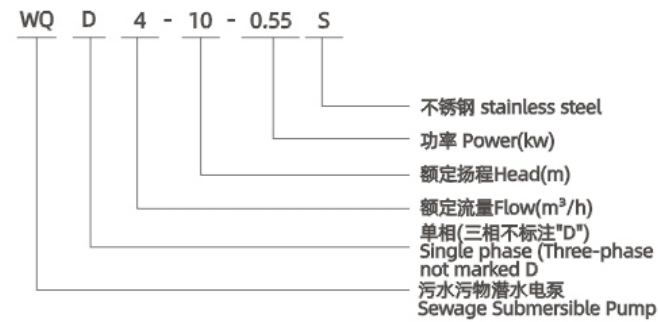 WQ D 4 - 10 - 0.55 S
不锈钢 stainless steel
功率 Power(kw)
额定扬程Head(m)
额定流量Flow(m³/h)
单相(三相不标注"D")
Single phase (Three-phase
not marked D
污水污物潜水电泵
Sewage Submersible Pump